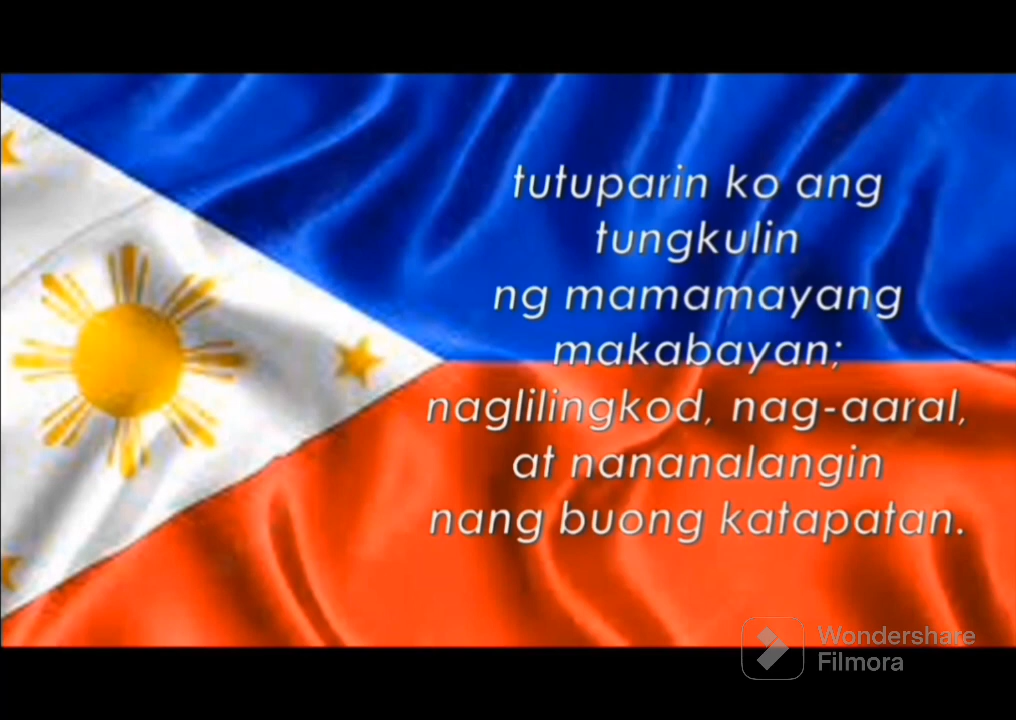 tutuparin ko ang
tungkulin
ng mamamayang
makabayan;
naglilingkod, nag-aaral,
at nananalangin
nang buong katapatan.
Wondershare
Filmora